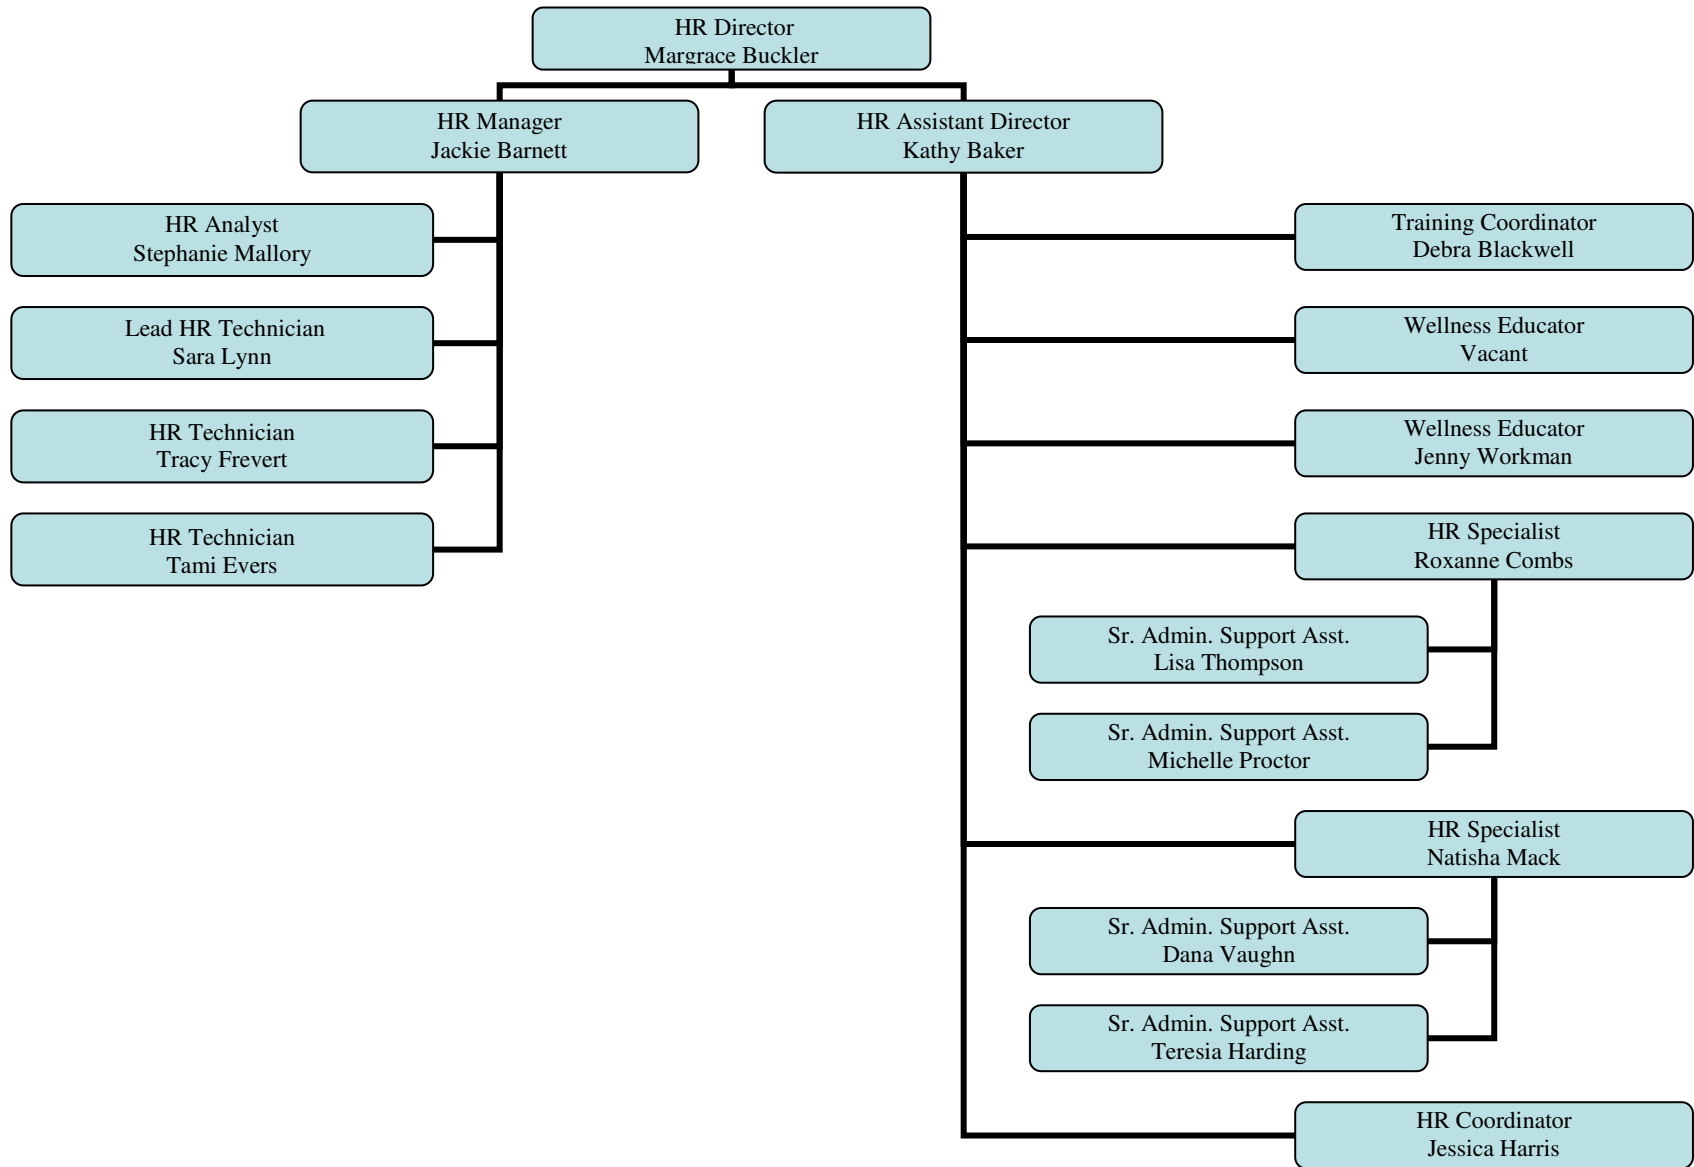 HR Director
Margrace Buckler
HR Manager
Jackie Barnett
HR Assistant Director
Kathy Baker
HR Analyst
Stephanie Mallory
Lead HR Technician
Sara Lynn
HR Technician
Tracy Frevert
HR Technician
Tami Evers
Training Coordinator
Debra Blackwell
Wellness Educator
Vacant
Wellness Educator
Jenny Workman
HR Specialist
Roxanne Combs
Sr. Admin. Support Asst.
Lisa Thompson
Sr. Admin. Support Asst.
Michelle Proctor
HR Specialist
Natisha Mack
Sr. Admin. Support Asst.
Dana Vaughn
Sr. Admin. Support Asst.
Teresia Harding
HR Coordinator
Jessica Harris